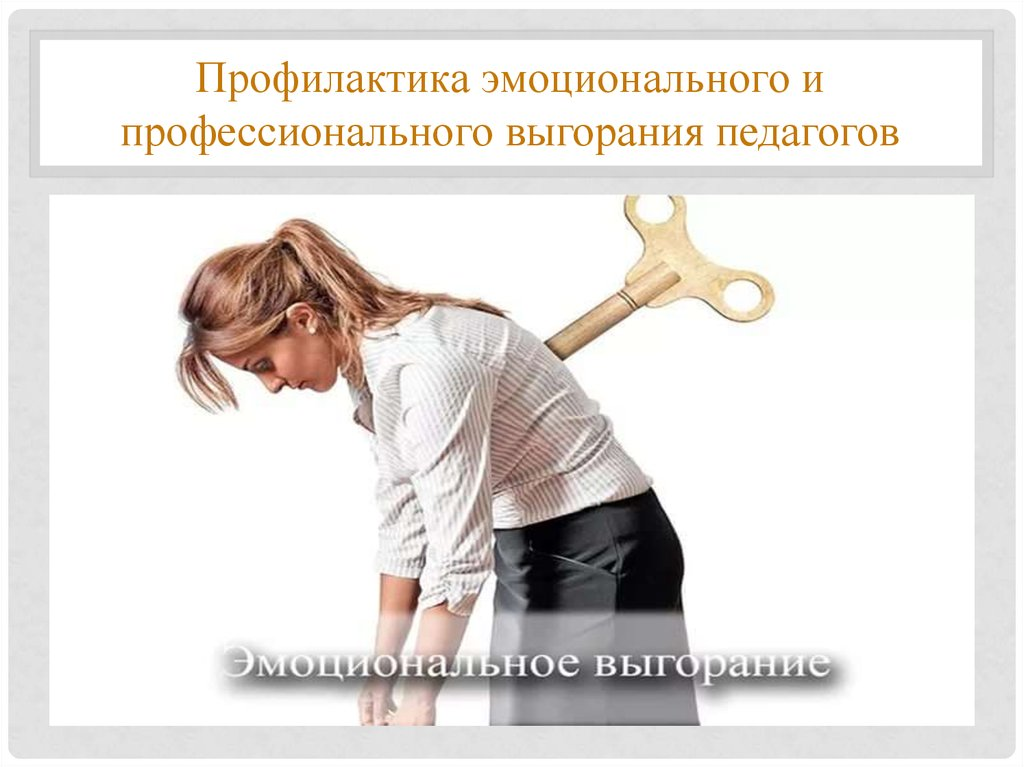 Профилактика эмоционального и
профессионального выгорания педагогов
Эмоциональное выгорание